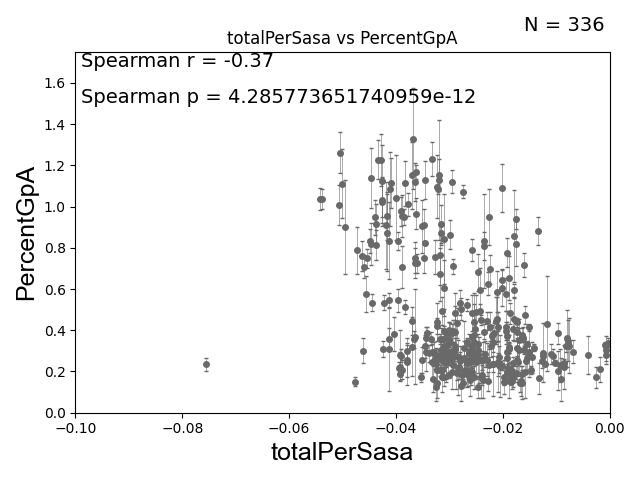 N = 336
totalPerSasa vs PercentGpA
Spearman r = -0.37
Spearman p = 4.285773651740959e-12
1.6
1.4
1.2
1.0
0.8
0.6
0.4
0.2
0.0
PercentGpA
−0.10 −0.08 −0.06 −0.04 −0.02 0.00
totalPerSasa